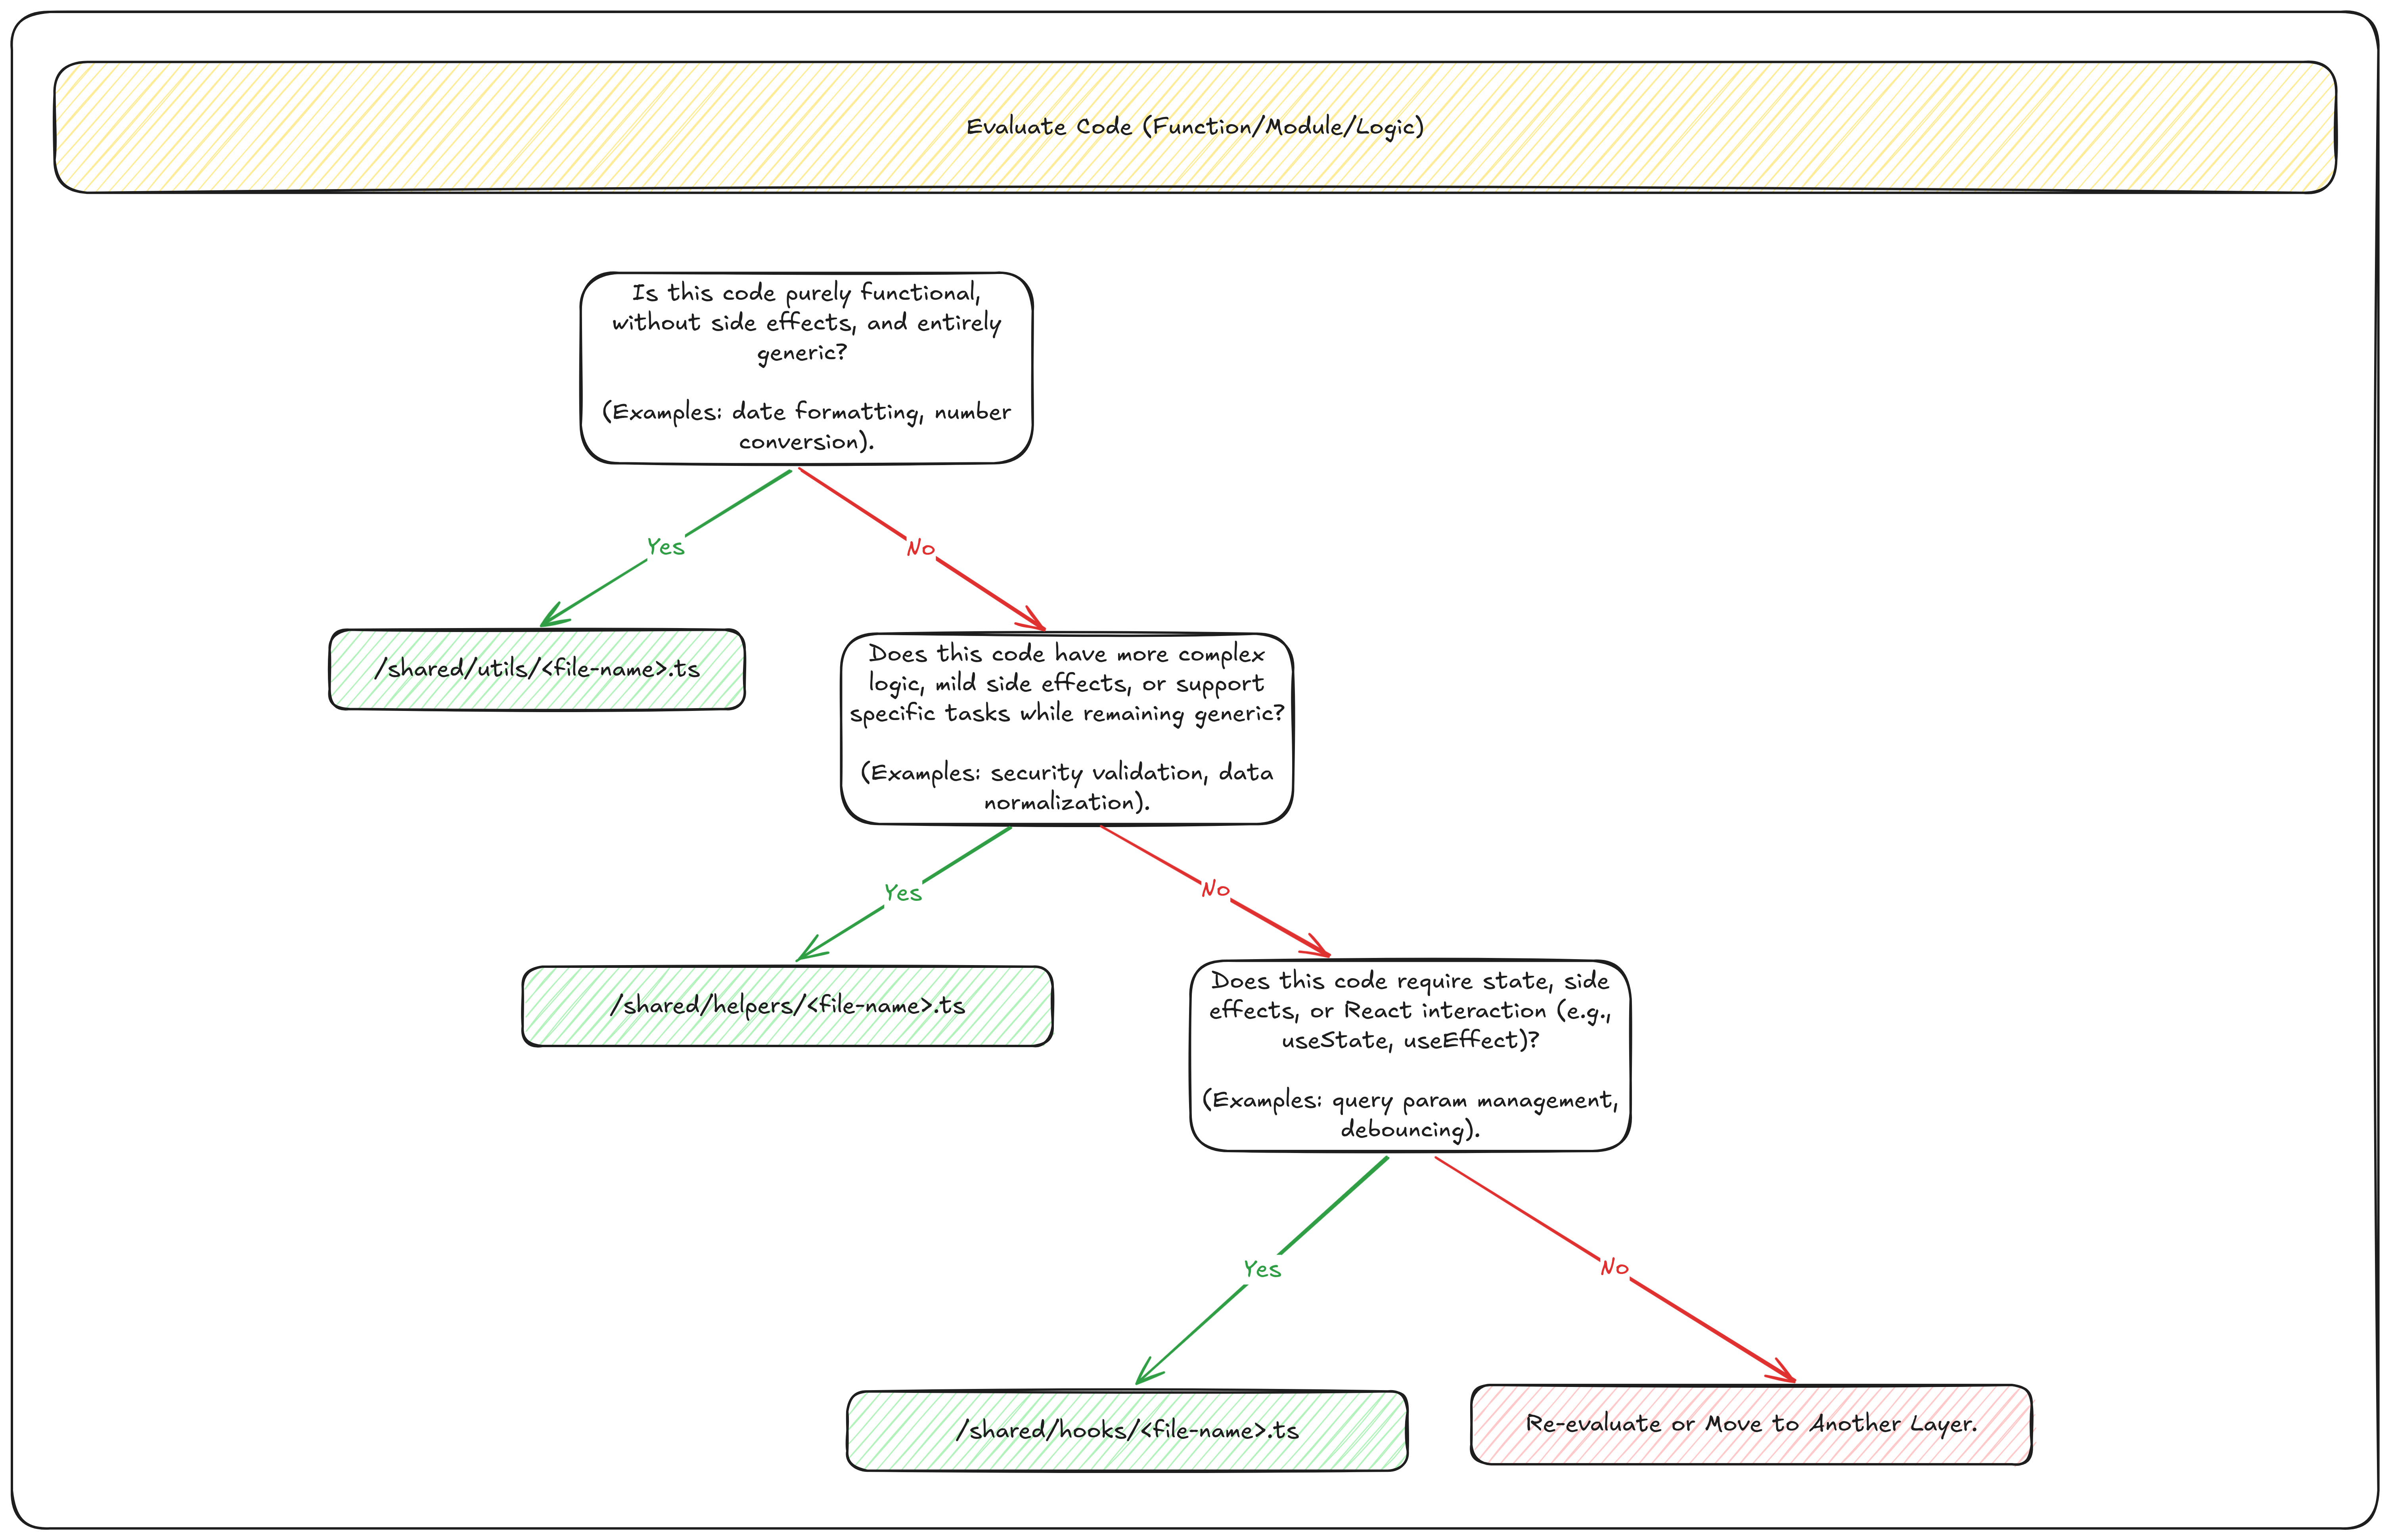 Evaluate Code (Function/Module/Logic)
Is this code purely functional,
without side effects, and entirely
generic?
(Examples: date formatting, number
conversion).
Yes
No
/shared/utils/<file-name>.ts
Does this code have more complex
logic, mild side effects, or support
specific tasks while remaining generic?
(Examples: security validation, data
normalization).
Yes
No
/shared/helpers/<file-name>.ts
Does this code require state, side
effects, or React interaction (e.g.,
useState, useEffect)?
(Examples: query param management,
debouncing).
Yes
No
/shared/hooks/<file-name>.ts
Re-evaluate or Move to Another Layer.